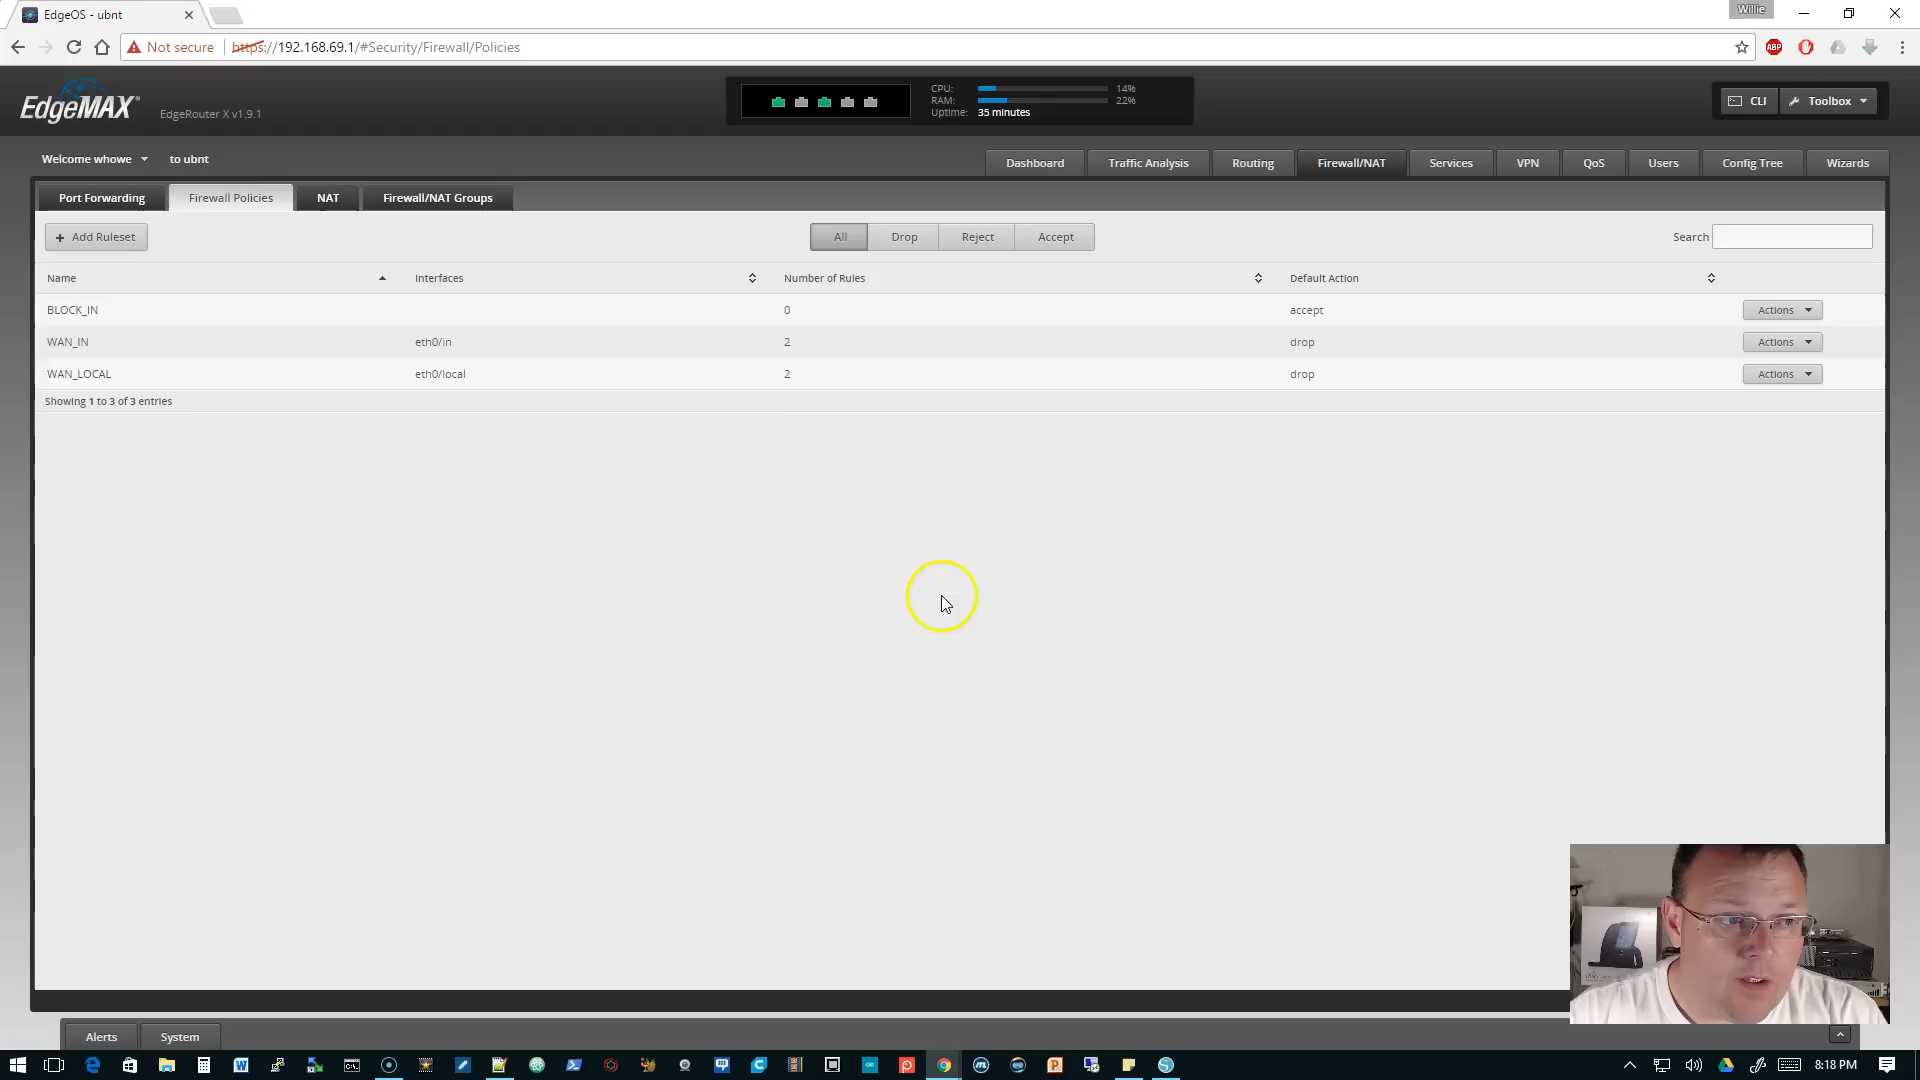 EdgeOS - ubnt
Willie
Not secure
https://192.168.69.1/#Security/Firewall/Policies
ABP
EdgeMAX
EdgeRouter X v1.9.1
CPU: 14%
RAM: 22%
Uptime: 35 minutes
CLI
Toolbox
Welcome whowe
to ubnt
Dashboard
Traffic Analysis
Routing
Firewall/NAT
Services
VPN
QoS
Users
Config Tree
Wizards
Port Forwarding
Firewall Policies
NAT
Firewall/NAT Groups
+ Add Ruleset
All
Drop
Reject
Accept
Search
Name Interfaces Number of Rules Default Action
BLOCK_IN 0 accept Actions
WAN_IN eth0/in 2 drop Actions
WAN_LOCAL eth0/local 2 drop Actions
Showing 1 to 3 of 3 entries
Alerts
System
8:18 PM